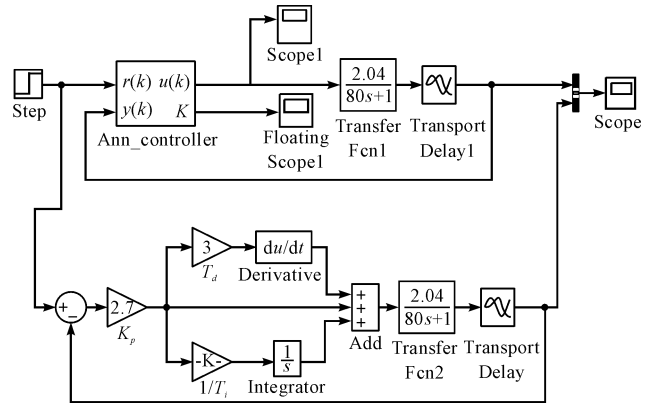 Scope1
Step
r(k) u(k)
y(k) K
Ann_controller
Floating
Scope1
2.04
80s+1
Transfer
Fcn1
Transport
Delay1
Scope
3
T_d
du/dt
Derivative
+
−
2.7
K_p
-K-
1/T_i
1
s
Integrator
+
+
+
Add
2.04
80s+1
Transfer
Fcn2
Transport
Delay